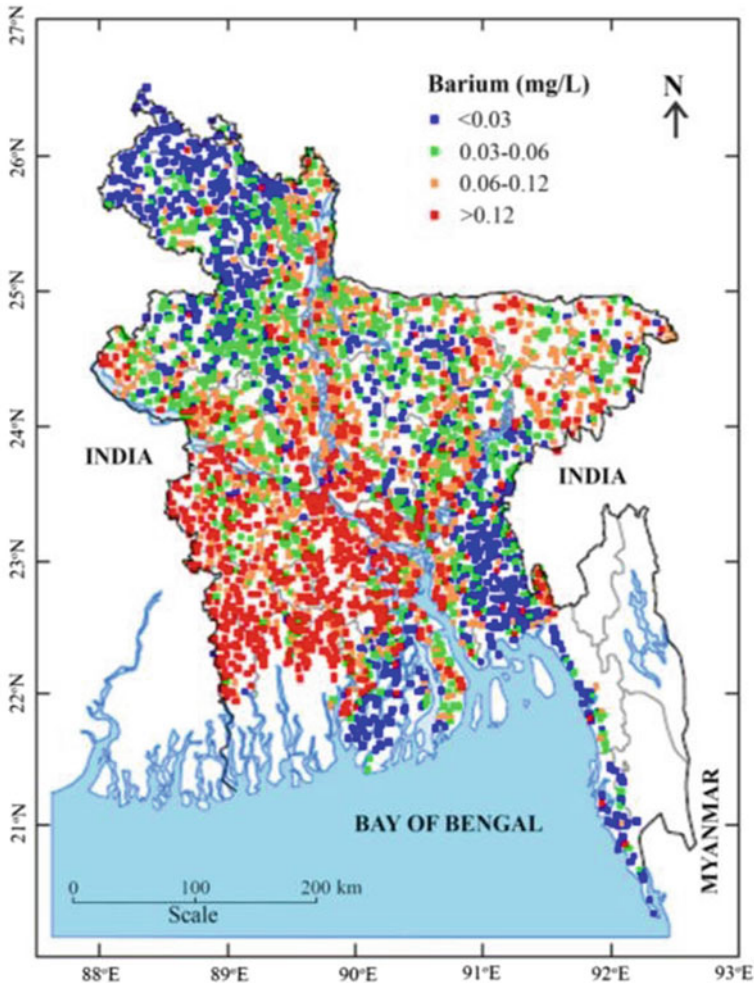 27°N
26°N
25°N
24°N
23°N
22°N
21°N
Barium (mg/L)
<0.03
0.03-0.06
0.06-0.12
>0.12
N
INDIA
INDIA
MYANMAR
BAY OF BENGAL
0 100 200 km
Scale
88°E 89°E 90°E 91°E 92°E 93°E